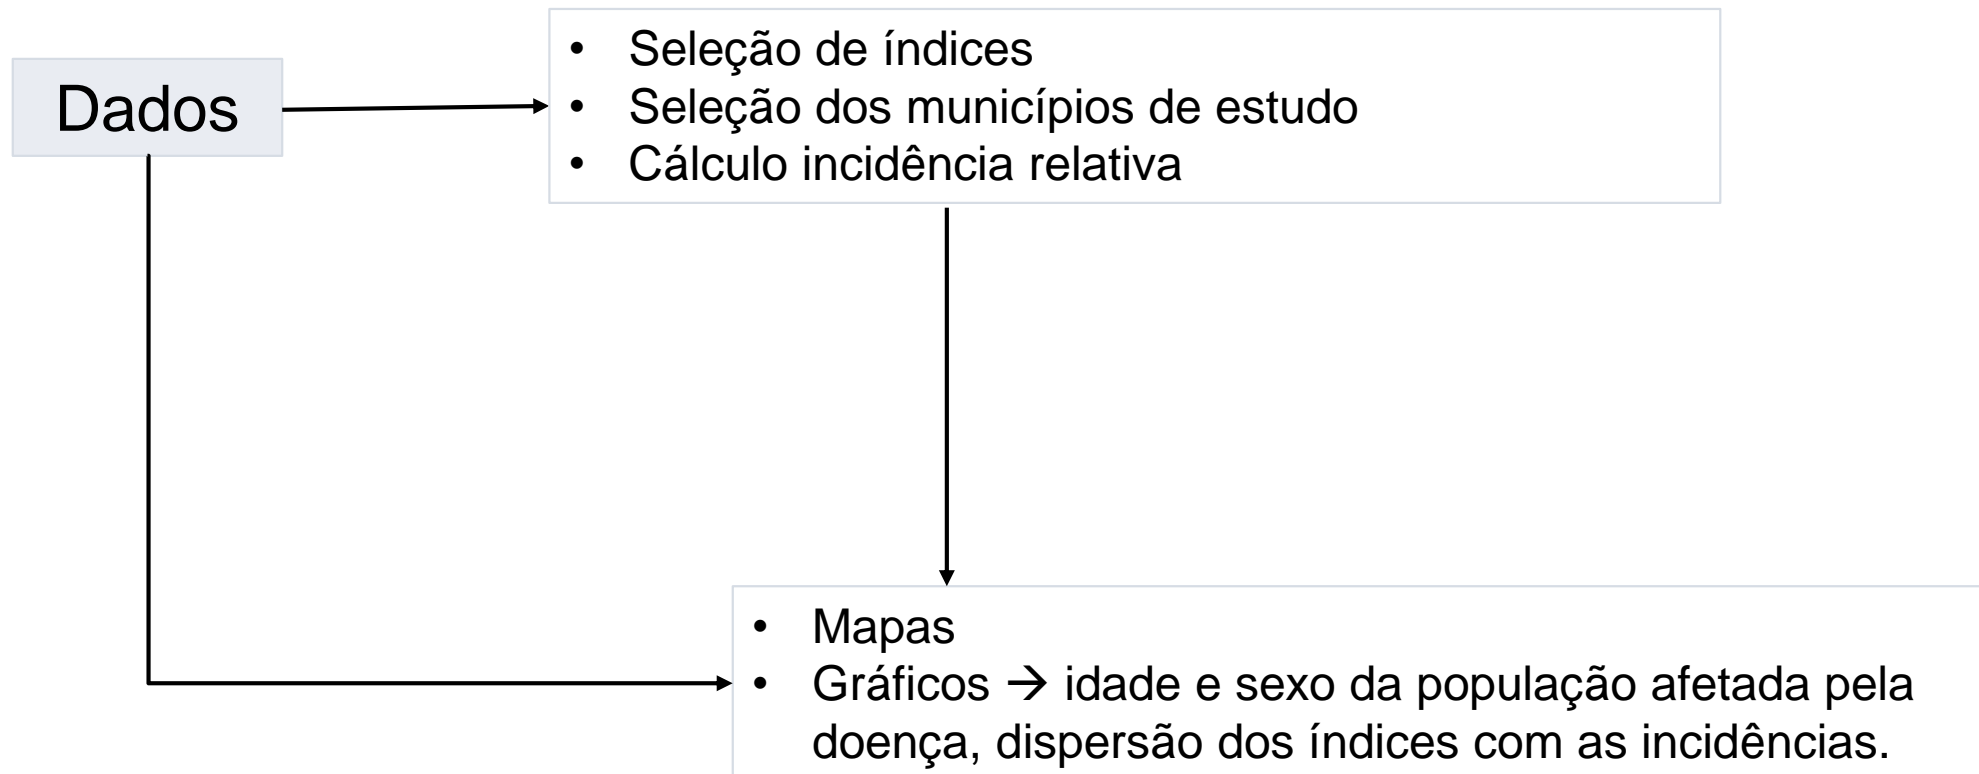 Dados
• Seleção de índices
• Seleção dos municípios de estudo
• Cálculo incidência relativa
• Mapas
• Gráficos → idade e sexo da população afetada pela
doença, dispersão dos índices com as incidências.